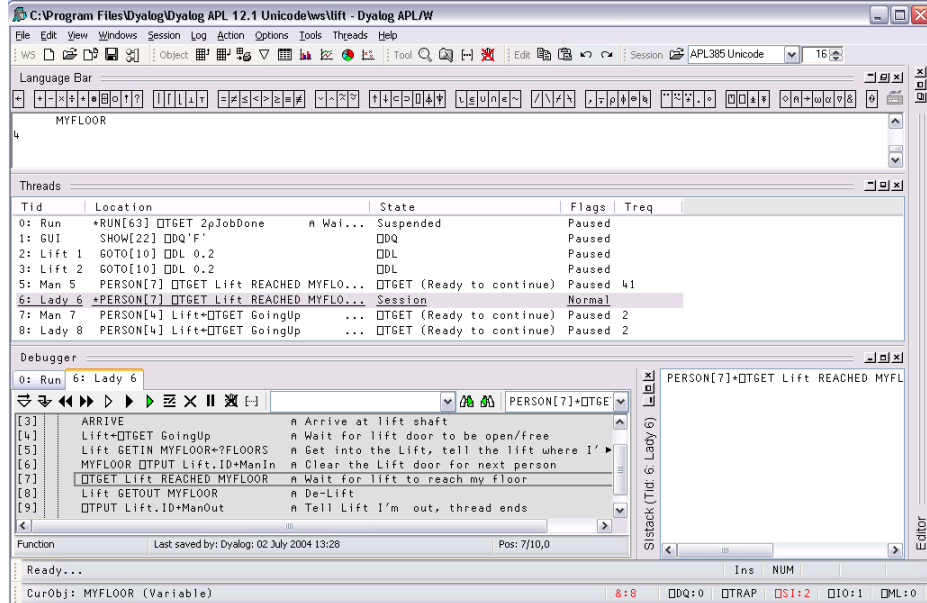 C:\Program Files\Dyalog\Dyalog APL 12.1 Unicode\ws\lift - Dyalog APL/W
File Edit View Windows Session Log Action Options Tools Threads Help
WS Object Tool Edit Session APL385 Unicode 16
Language Bar
← + - × ÷ * ⍟ ⌹ ○ ! ? | ⌈ ⌊ ⊥ ⊤ = ≠ ≤ < > ≥ ≡ ≢ ∨ ∧ ⍲ ⍱ ↑ ↓ ⊂ ⊃ ⌷ ⍋ ⍒ ⍳ ⍷ ∪ ∩ ∊ ~ / \ ⌿ ⍀ , ⍪ ⍴ ⌽ ⊖ ⍉ ¨ ⍨ ⍣ . ∘ ⍞ ⎕ ⍎ ⍕ ⋄ ⍝ → ⍵ ⍺ ∇ & ⍬
MYFLOOR
4
Threads
Tid Location State Flags Treq
0: Run *RUN[63] ⎕TGET 2⍴JobDone ⍝ Wai... Suspended Paused
1: GUI SHOW[22] ⎕DQ'F' ⎕DQ Paused
2: Lift 1 GOTO[10] ⎕DL 0.2 ⎕DL Paused
3: Lift 2 GOTO[10] ⎕DL 0.2 ⎕DL Paused
5: Man 5 PERSON[7] ⎕TGET Lift REACHED MYFLO... ⎕TGET (Ready to continue) Paused 41
6: Lady 6 *PERSON[7] ⎕TGET Lift REACHED MYFLO... Session Normal
7: Man 7 PERSON[4] Lift←⎕TGET GoingUp ... ⎕TGET (Ready to continue) Paused 2
8: Lady 8 PERSON[4] Lift←⎕TGET GoingUp ... ⎕TGET (Ready to continue) Paused 2
Debugger
0: Run 6: Lady 6
PERSON[7]*⎕TGE
[3] ARRIVE ⍝ Arrive at lift shaft
[4] Lift←⎕TGET GoingUp ⍝ Wait for lift door to be open/free
[5] Lift GETIN MYFLOOR←?FLOORS ⍝ Get into the Lift, tell the lift where I'
[6] MYFLOOR ⎕TPUT Lift.ID+ManIn ⍝ Clear the Lift door for next person
[7] ⎕TGET Lift REACHED MYFLOOR ⍝ Wait for lift to reach my floor
[8] Lift GETOUT MYFLOOR ⍝ De-Lift
[9] ⎕TPUT Lift.ID+ManOut ⍝ Tell Lift I'm out, thread ends
Function Last saved by: Dyalog: 02 July 2004 13:28 Pos: 7/10,0
SIstack (Tid: 6: Lady 6)
PERSON[7]*⎕TGET Lift REACHED MYFL
Editor
Ready... Ins NUM
CurObj: MYFLOOR (Variable) &:8 ⎕DQ:0 ⎕TRAP ⎕SI:2 ⎕IO:1 ⎕ML:0